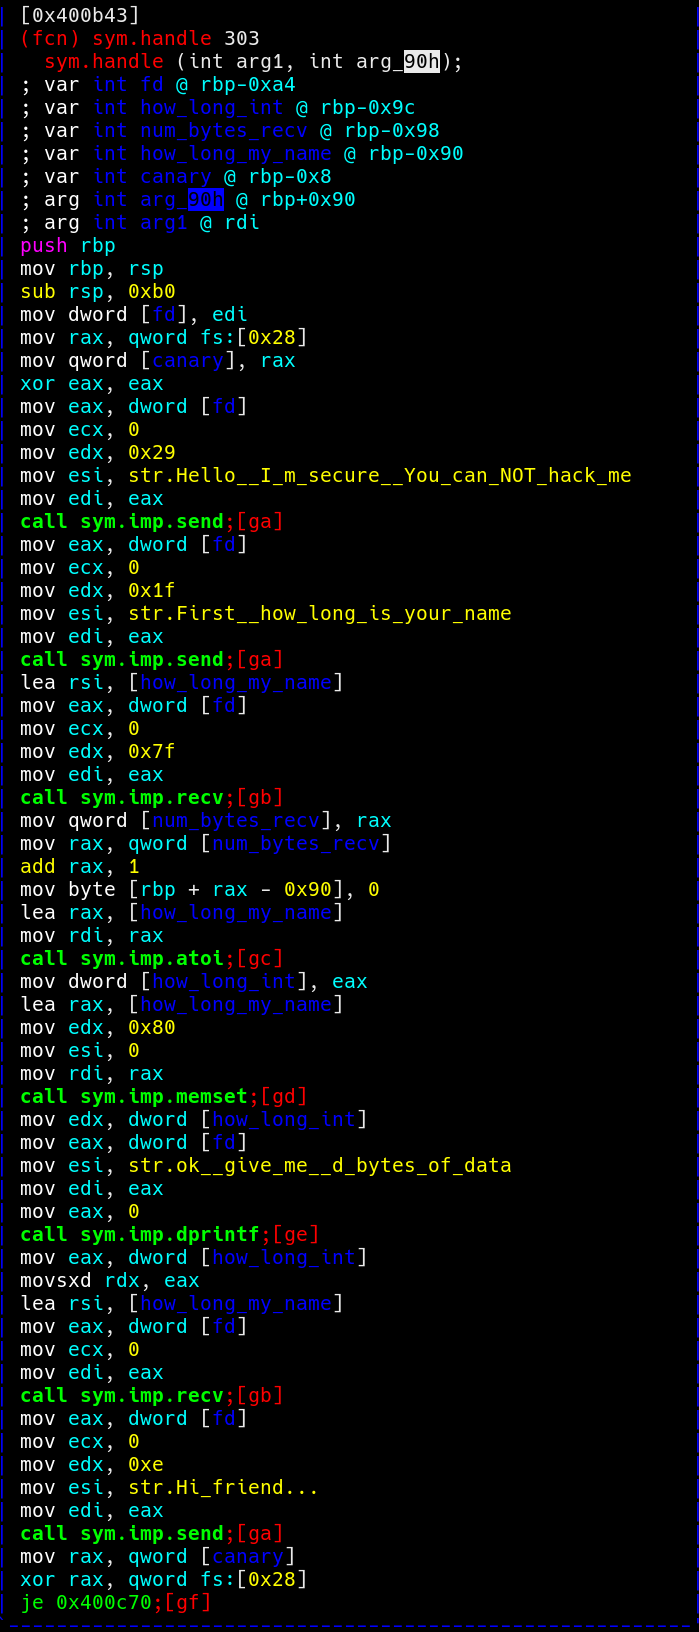 [0x400b43]
(fcn) sym.handle 303
sym.handle (int arg1, int arg_90h);
; var int fd @ rbp-0xa4
; var int how_long_int @ rbp-0x9c
; var int num_bytes_recv @ rbp-0x98
; var int how_long_my_name @ rbp-0x90
; var int canary @ rbp-0x8
; arg int arg_90h @ rbp+0x90
; arg int arg1 @ rdi
push rbp
mov rbp, rsp
sub rsp, 0xb0
mov dword [fd], edi
mov rax, qword fs:[0x28]
mov qword [canary], rax
xor eax, eax
mov eax, dword [fd]
mov ecx, 0
mov edx, 0x29
mov esi, str.Hello__I_m_secure__You_can_NOT_hack_me
mov edi, eax
call sym.imp.send;[ga]
mov eax, dword [fd]
mov ecx, 0
mov edx, 0x1f
mov esi, str.First__how_long_is_your_name
mov edi, eax
call sym.imp.send;[ga]
lea rsi, [how_long_my_name]
mov eax, dword [fd]
mov ecx, 0
mov edx, 0x7f
mov edi, eax
call sym.imp.recv;[gb]
mov qword [num_bytes_recv], rax
mov rax, qword [num_bytes_recv]
add rax, 1
mov byte [rbp + rax - 0x90], 0
lea rax, [how_long_my_name]
mov rdi, rax
call sym.imp.atoi;[gc]
mov dword [how_long_int], eax
lea rax, [how_long_my_name]
mov edx, 0x80
mov esi, 0
mov rdi, rax
call sym.imp.memset;[gd]
mov edx, dword [how_long_int]
mov eax, dword [fd]
mov esi, str.ok__give_me__d_bytes_of_data
mov edi, eax
mov eax, 0
call sym.imp.dprintf;[ge]
mov eax, dword [how_long_int]
movsxd rdx, eax
lea rsi, [how_long_my_name]
mov eax, dword [fd]
mov ecx, 0
mov edi, eax
call sym.imp.recv;[gb]
mov eax, dword [fd]
mov ecx, 0
mov edx, 0xe
mov esi, str.Hi_friend...
mov edi, eax
call sym.imp.send;[ga]
mov rax, qword [canary]
xor rax, qword fs:[0x28]
je 0x400c70;[gf]